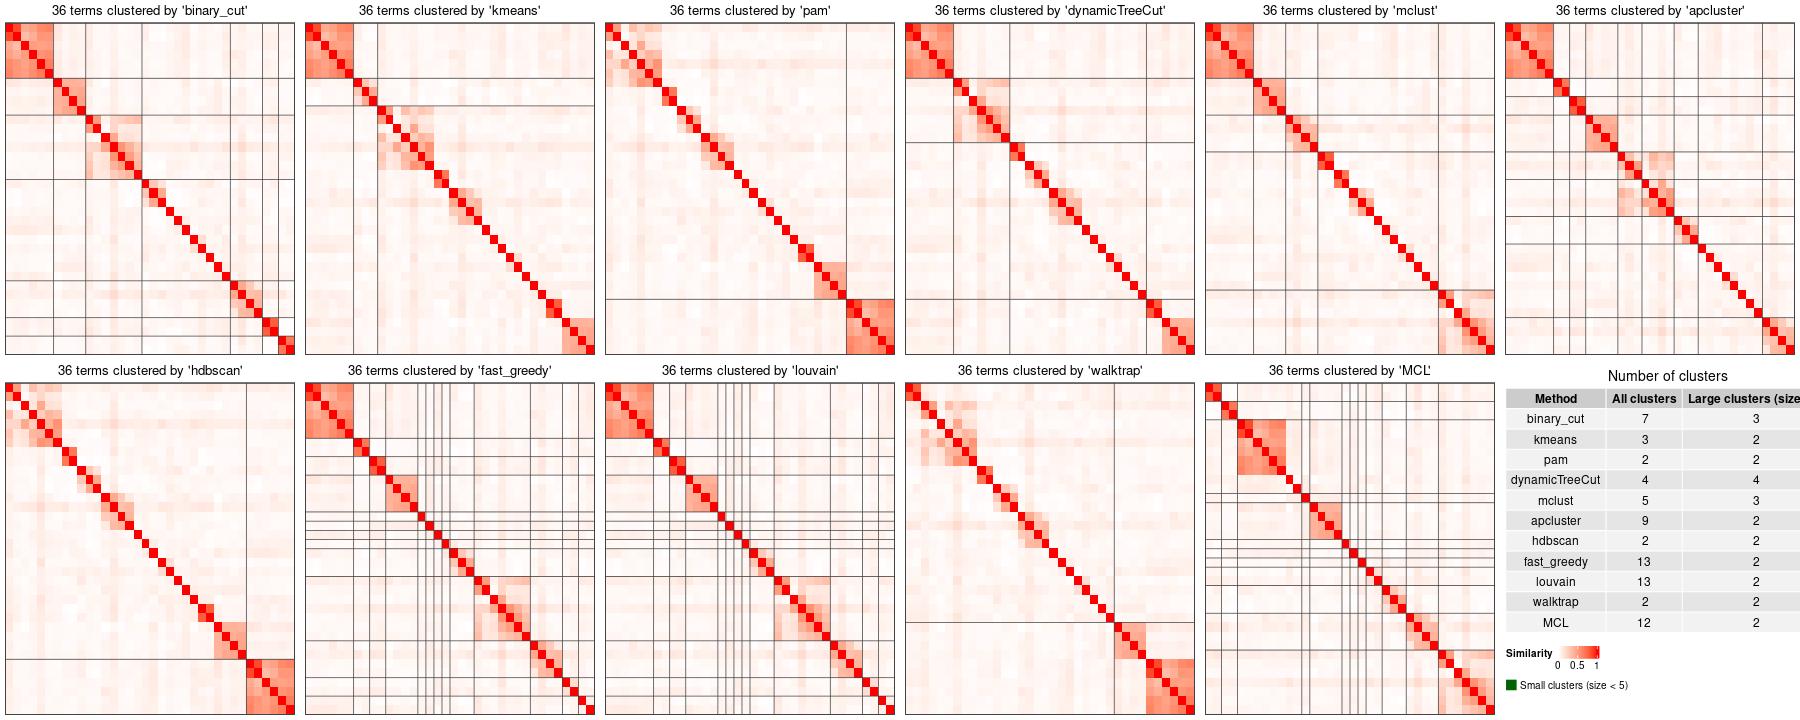 36 terms clustered by 'binary_cut'
36 terms clustered by 'kmeans'
36 terms clustered by 'pam'
36 terms clustered by 'dynamicTreeCut'
36 terms clustered by 'mclust'
36 terms clustered by 'apcluster'
36 terms clustered by 'hdbscan'
36 terms clustered by 'fast_greedy'
36 terms clustered by 'louvain'
36 terms clustered by 'walktrap'
36 terms clustered by 'MCL'
Number of clusters
Method All clusters Large clusters (size
binary_cut 7 3
kmeans 3 2
pam 2 2
dynamicTreeCut 4 4
mclust 5 3
apcluster 9 2
hdbscan 2 2
fast_greedy 13 2
louvain 13 2
walktrap 2 2
MCL 12 2
Similarity
0 0.5 1
Small clusters (size < 5)